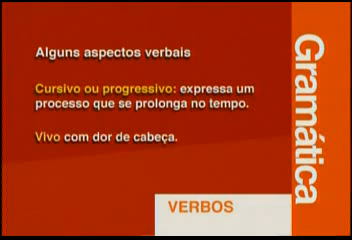 Alguns aspectos verbais
Cursivo ou progressivo: expressa um
processo que se prolonga no tempo.
Vivo com dor de cabeça.
VERBOS
Gramática